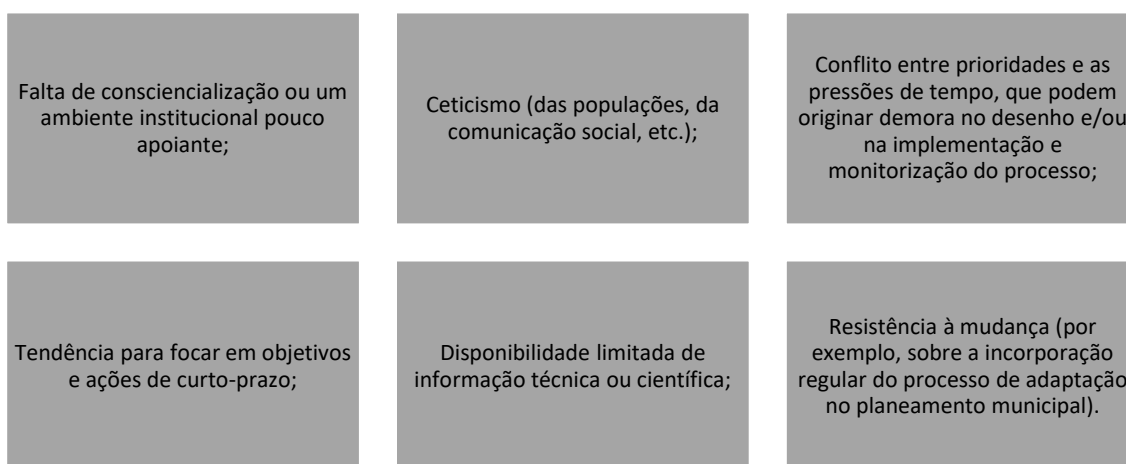 Falta de consciencialização ou um
ambiente institucional pouco
apoiante;
Ceticismo (das populações, da
comunicação social, etc.);
Conflito entre prioridades e as
pressões de tempo, que podem
originar demora no desenho e/ou
na implementação e
monitorização do processo;
Tendência para focar em objetivos
e ações de curto-prazo;
Disponibilidade limitada de
informação técnica ou científica;
Resistência à mudança (por
exemplo, sobre a incorporação
regular do processo de adaptação
no planeamento municipal).